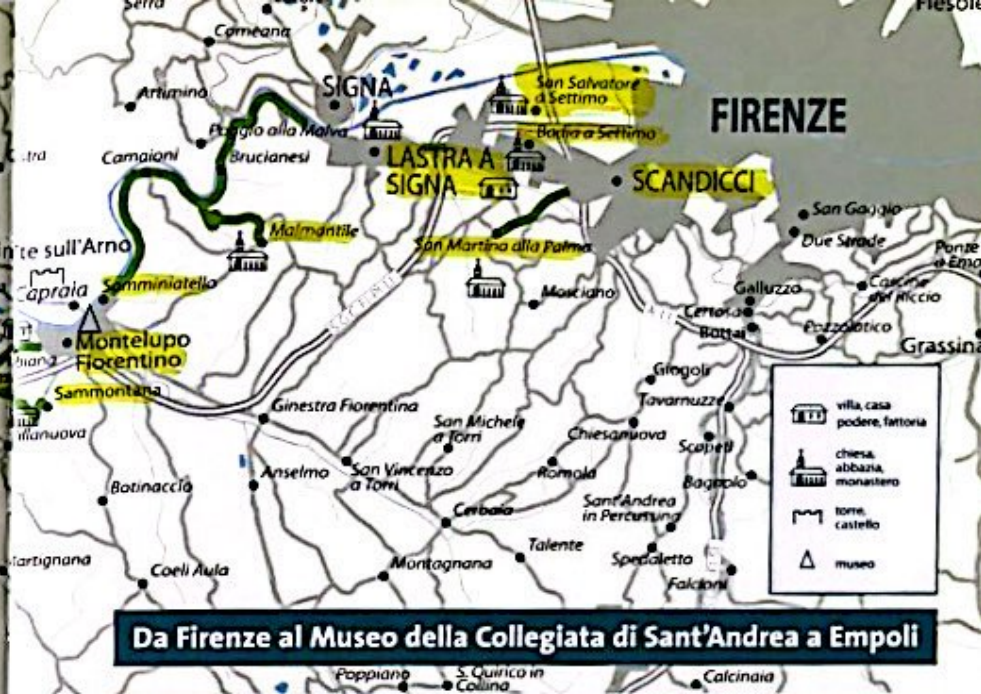 Serra
Fiesole
Comeana
SIGNA
Artimino
San Salvatore
a Settimo
FIRENZE
Poggio alla Malva
Badia a Settimo
Camaioni
Brucianesi
LASTRA A
SIGNA
SCANDICCI
San Gaggio
Malmantile
San Martino alla Palma
Due Strade
Ponte
a Ema
sull'Arno
Capraia
Samminiatello
Mosciano
Galluzzo
Cascine
del Riccio
Certosa
Bottai
Pozzolatico
Montelupo
Fiorentino
Grassina
Giogoli
Sammontana
Ginestra Fiorentina
Tavarnuzze
San Michele
a Torri
Chiesanuova
Villanuova
Scopeti
Anselmo
San Vincenzo
a Torri
Romola
Bagnolo
Botinaccio
Sant'Andrea
in Percussina
Cerbaia
Talente
Spedaletto
Martignana
Coeli Aula
Montagnana
Falciani
villa, casa
podere, fattoria
chiesa,
abbazia,
monastero
torre,
castello
museo
Da Firenze al Museo della Collegiata di Sant'Andrea a Empoli
Poppiano
S. Quirico in
Collina
Calcinaia